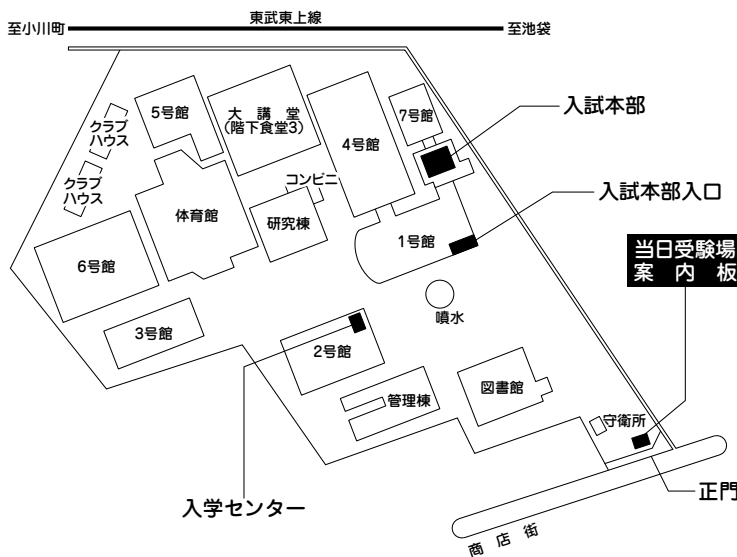 東武東上線
至小川町
至池袋
5号館
大　講　堂
(階下食堂3)
7号館
入試本部
クラブ
ハウス
4号館
クラブ
ハウス
コンビニ
入試本部入口
体育館
研究棟
1号館
当日受験場
案　内　板
6号館
噴水
3号館
2号館
図書館
管理棟
守衛所
入学センター
正門
商　店　街